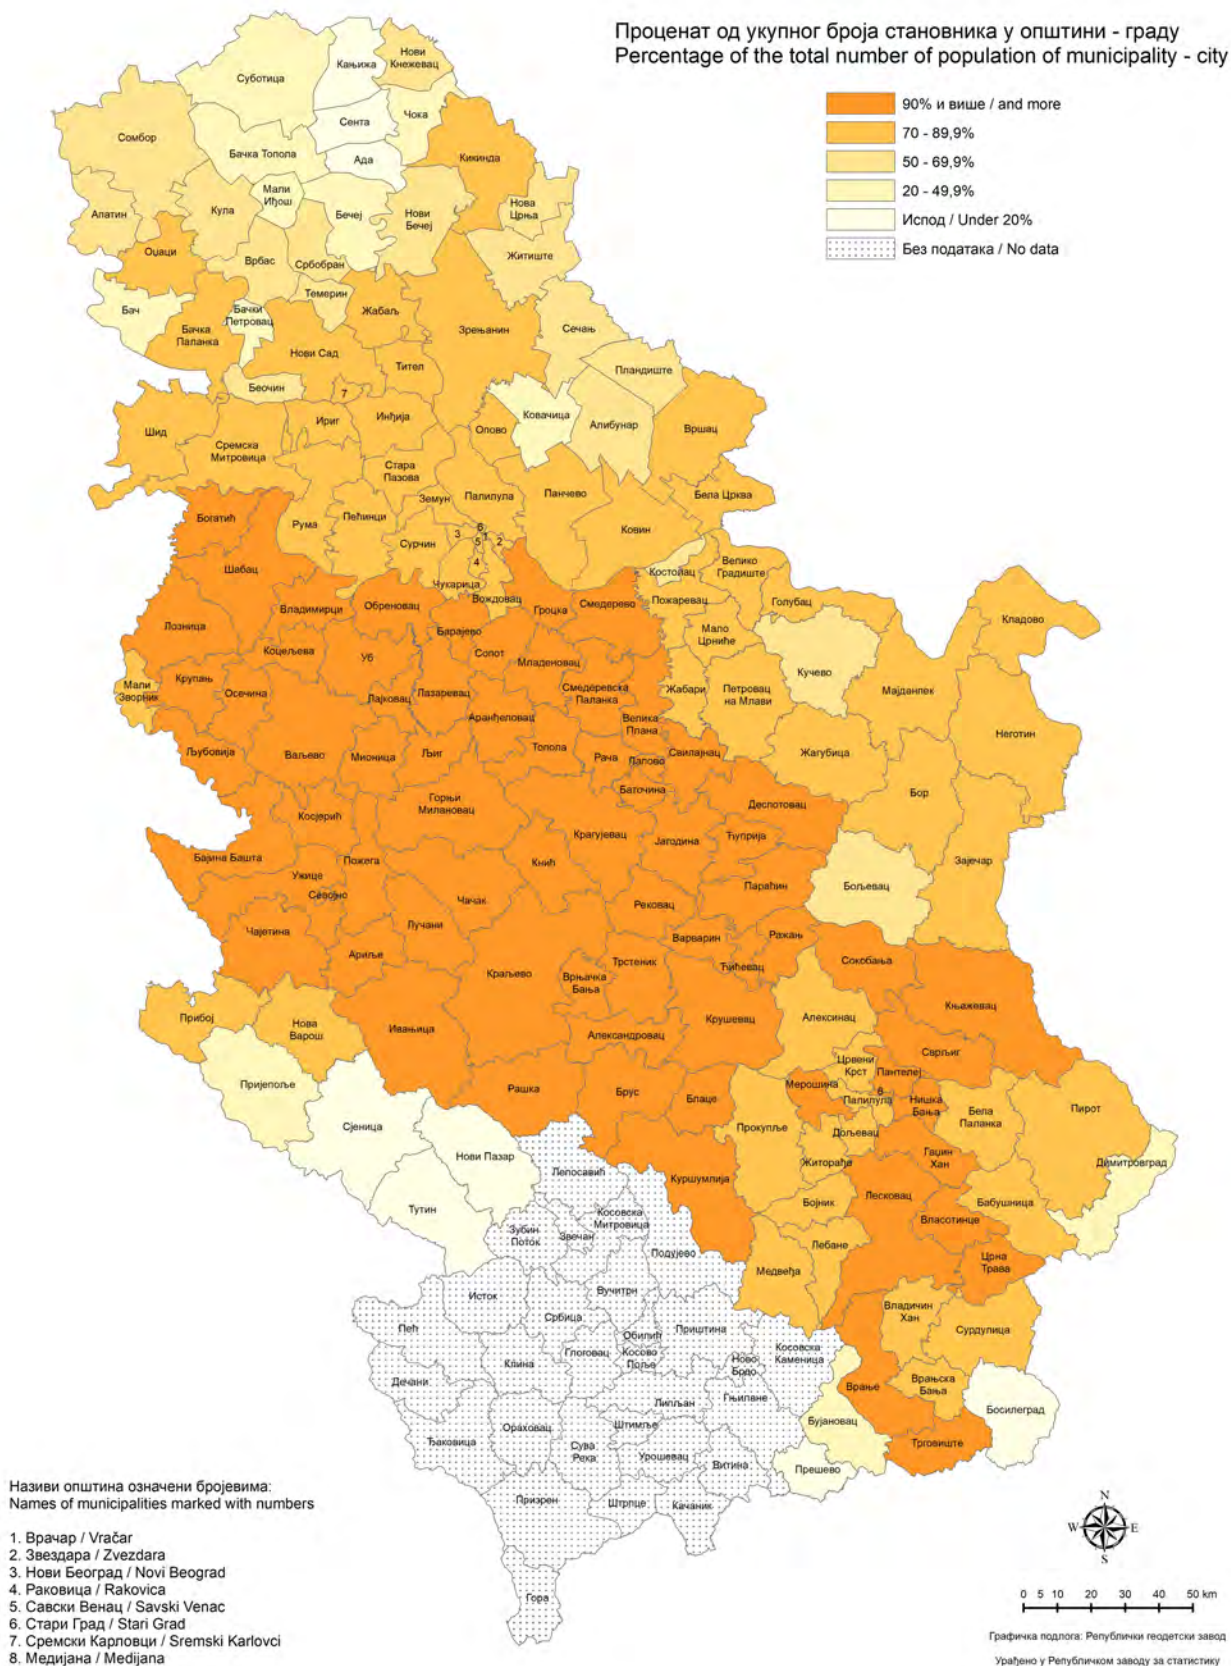 Проценат од укупног броја становника у општини - граду
Percentage of the total number of population of municipality - city
90% и више / and more
70 - 89,9%
50 - 69,9%
20 - 49,9%
Испод / Under 20%
Без података / No data
Суботица
Кањижа
Нови
Кнежевац
Сомбор
Сента
Чока
Бачка Топола
Ада
Кикинда
Мали
Иђош
Апатин
Кула
Бечеј
Нови
Бечеј
Нова
Црња
Оџаци
Врбас
Србобран
Житиште
Темерин
Бач
Бачки
Петровац
Жабаљ
Бачка
Паланка
Зрењанин
Сечањ
Нови Сад
Тител
Пландиште
Беочин
7
Ковачица
Алибунар
Шид
Ириг
Инђија
Опово
Вршац
Сремска
Митровица
Стара
Пазова
Панчево
Бела Црква
Земун
Палилула
Богатић
Рума
Пећинци
Сурчин
3
6
1
5
2
4
Ковин
Шабац
Чукарица
Вождовац
Костолац
Велико
Градиште
Владимирци
Обреновац
Гроцка
Смедерево
Пожаревац
Голубац
Кладово
Лозница
Барајево
Мало
Црниће
Коцељева
Уб
Сопот
Младеновац
Кучево
Мали
Зворник
Крупањ
Осечина
Лајковац
Лазаревац
Смедеревска
Паланка
Жабари
Петровац
на Млави
Мајданпек
Аранђеловац
Велика
Плана
Неготин
Љубовија
Ваљево
Мионица
Љиг
Топола
Рача
Лапово
Свилајнац
Жагубица
Баточина
Бор
Горњи
Милановац
Деспотовац
Косјерић
Крагујевац
Јагодина
Ћуприја
Бајина Башта
Пожега
Кнић
Зајечар
Ужице
Севојно
Параћин
Бољевац
Чачак
Рековац
Чајетина
Лучани
Ариље
Варварин
Ражањ
Сокобања
Трстеник
Ћићевац
Краљево
Врњачка
Бања
Књажевац
Прибој
Нова
Варош
Ивањица
Александровац
Крушевац
Алексинац
Сврљиг
Црвени
Крст
Пантелеј
Пријепоље
Рашка
Брус
Блаце
Мерошина
8
Палилула
Нишка
Бања
Бела
Паланка
Пирот
Сјеница
Прокупље
Дољевац
Нови Пазар
Гаџин
Хан
Димитровград
Лепосавић
Куршумлија
Житорађа
Тутин
Лесковац
Бојник
Бабушница
Косовска
Митровица
Власотинце
Зубин
Поток
Звечан
Лебане
Подујево
Медвеђа
Црна
Трава
Исток
Вучитрн
Србица
Владичин
Хан
Пећ
Обилић
Приштина
Сурдулица
Косовска
Каменица
Глоговац
Косово
Поље
Клина
Ново
Брдо
Дечани
Врање
Врањска
Бања
Гњилане
Липљан
Босилеград
Бујановац
Ђаковица
Ораховац
Штимље
Трговиште
Сува
Река
Урошевац
Витина
Прешево
Призрен
Штрпце
Качаник
Гора
Називи општина означени бројевима:
Names of municipalities marked with numbers
1. Врачар / Vračar
2. Звездара / Zvezdara
3. Нови Београд / Novi Beograd
4. Раковица / Rakovica
5. Савски Венац / Savski Venac
6. Стари Град / Stari Grad
7. Сремски Карловци / Sremski Karlovci
8. Медијана / Medijana
N
W E
S
0 5 10 20 30 40 50 km
Графичка подлога: Републички геодетски завод
Урађено у Републичком заводу за статистику